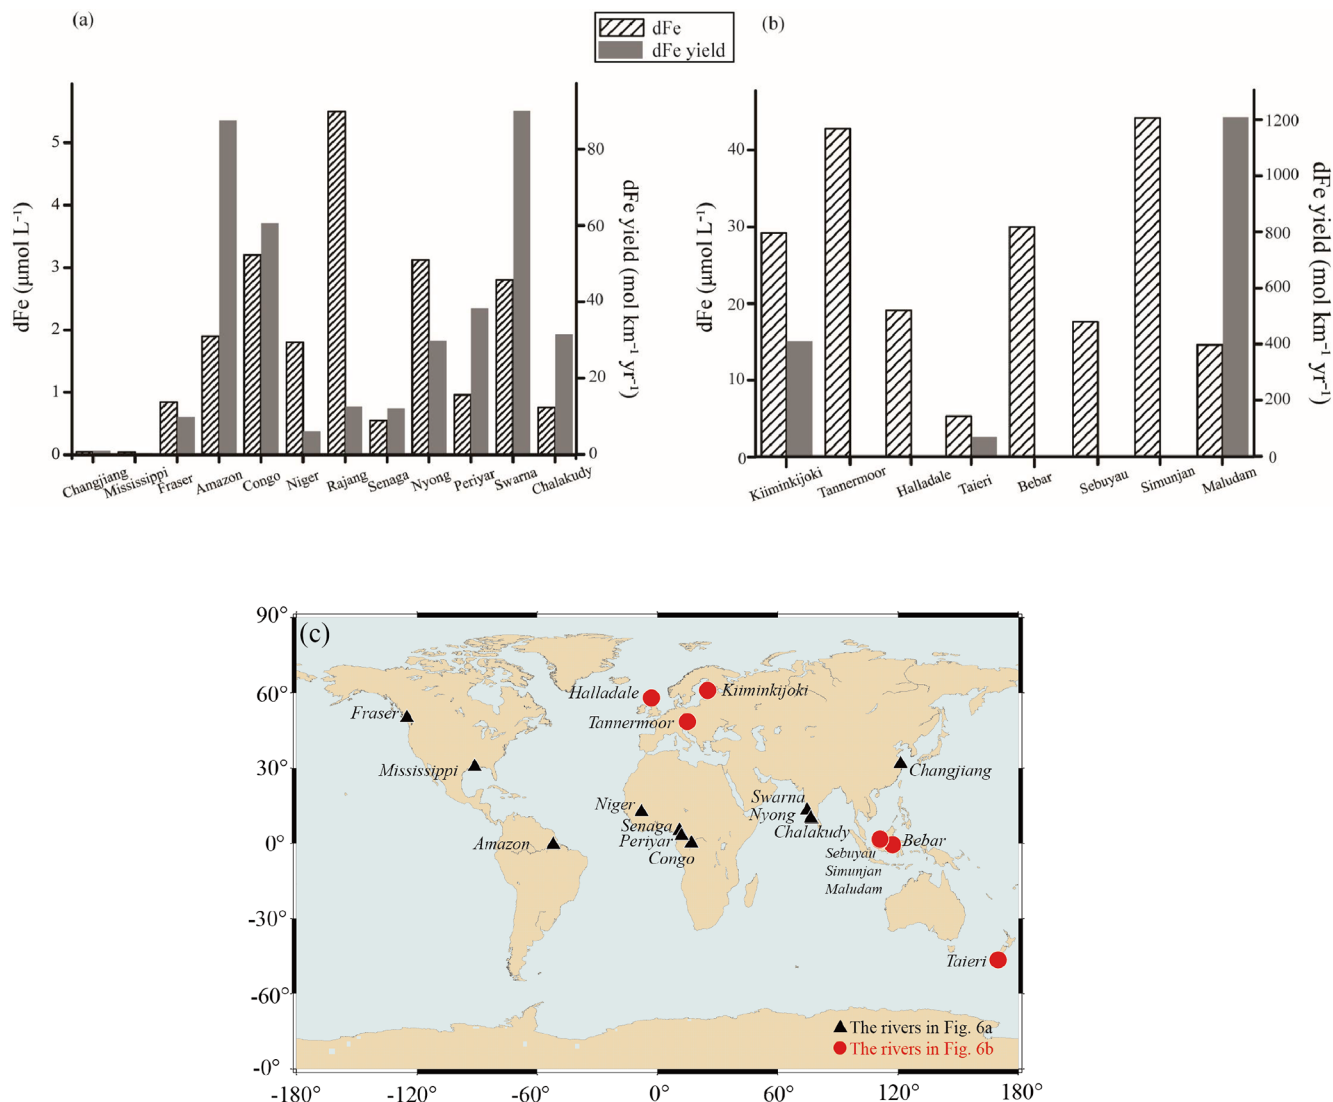 (a)
dFe
dFe yield
(b)
5
4
3
2
1
0
dFe (µmol L⁻¹)
80
60
40
20
0
dFe yield (mol km⁻¹ yr⁻¹)
Changjiang
Mississippi
Fraser
Amazon
Congo
Niger
Rajang
Senaga
Nyong
Periyar
Swarna
Chalakudy
40
30
20
10
0
dFe (µmol L⁻¹)
1200
1000
800
600
400
200
0
dFe yield (mol km⁻¹ yr⁻¹)
Kiiminkijoki
Tannermoor
Halladale
Taieri
Bebar
Sebuyau
Simunjan
Maludam
(c)
90°
60°
30°
0°
-30°
-60°
-0°
-180°
-120°
-60°
0°
60°
120°
180°
Halladale
Kiiminkijoki
Fraser
Tannermoor
Mississippi
Changjiang
Niger
Swarna
Nyong
Senaga
Chalakudy
Periyar
Amazon
Congo
Bebar
Sebuyau
Simunjan
Maludam
Taieri
The rivers in Fig. 6a
The rivers in Fig. 6b